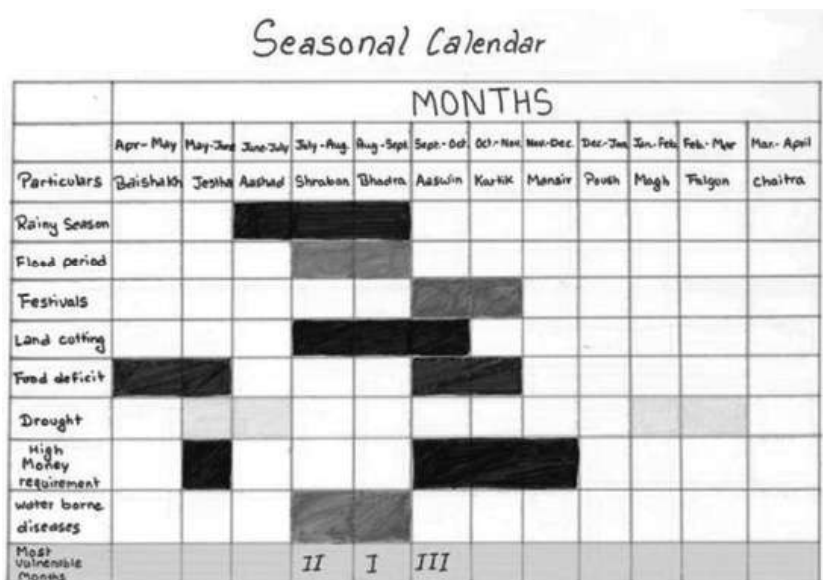 Seasonal Calendar
MONTHS
Apr-May May-June June-July July-Aug. Aug-Sept. Sept.-Oct. Oct-Nov. Nov.-Dec. Dec-Jan Jan-Feb Feb-Mar Mar.-April
Particulars Baishakh Jestha Aashad Shraban Bhadra Aaswin Kartik Mansir Poush Magh Falgun chaitra
Rainy Season
Flood period
Festivals
Land cotting
Food deficit
Drought
High
Money
requirement
water borne
diseases
Most
vulnerable
Months
II I III